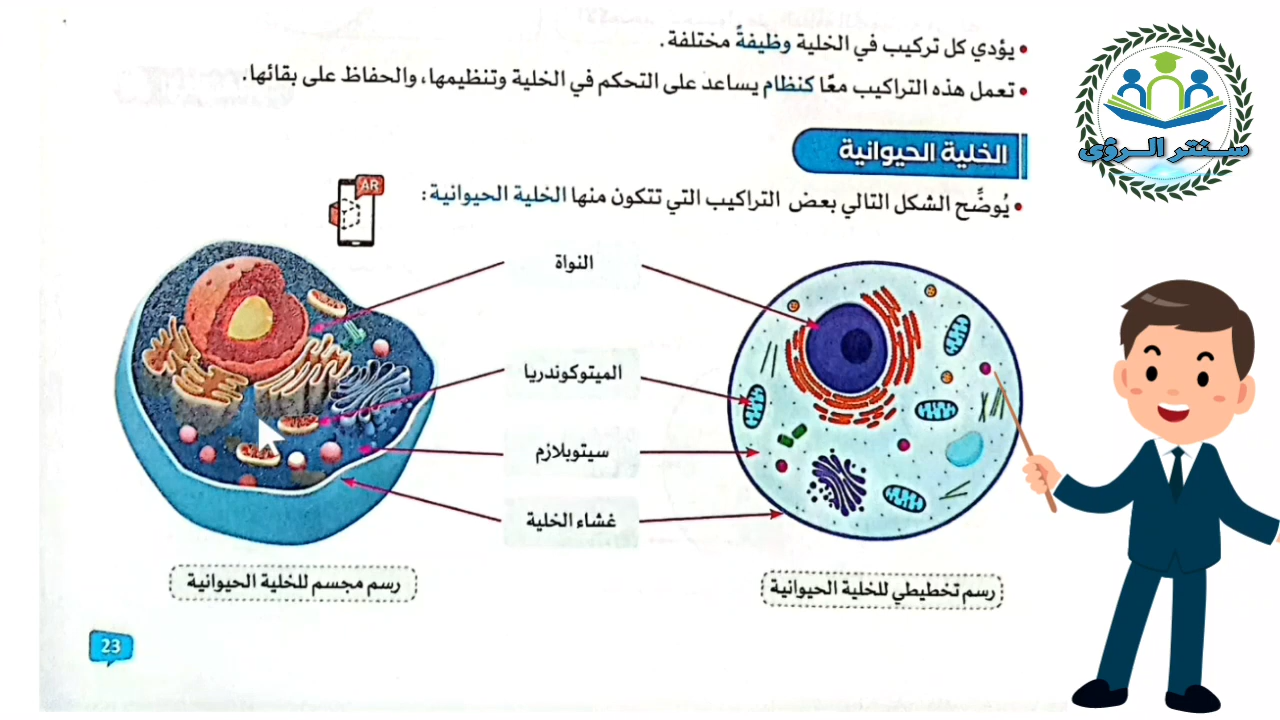 • يؤدي كل تركيب في الخلية وظيفةً مختلفة.
• تعمل هذه التراكيب معًا كنظام يساعد على التحكم في الخلية وتنظيمها، والحفاظ على بقائها.
سنتر الرؤى
الخلية الحيوانية
• يُوضِّح الشكل التالي بعض التراكيب التي تتكون منها الخلية الحيوانية:
AR
النواة
الميتوكوندريا
سيتوبلازم
غشاء الخلية
رسم تخطيطي للخلية الحيوانية
رسم مجسم للخلية الحيوانية
23